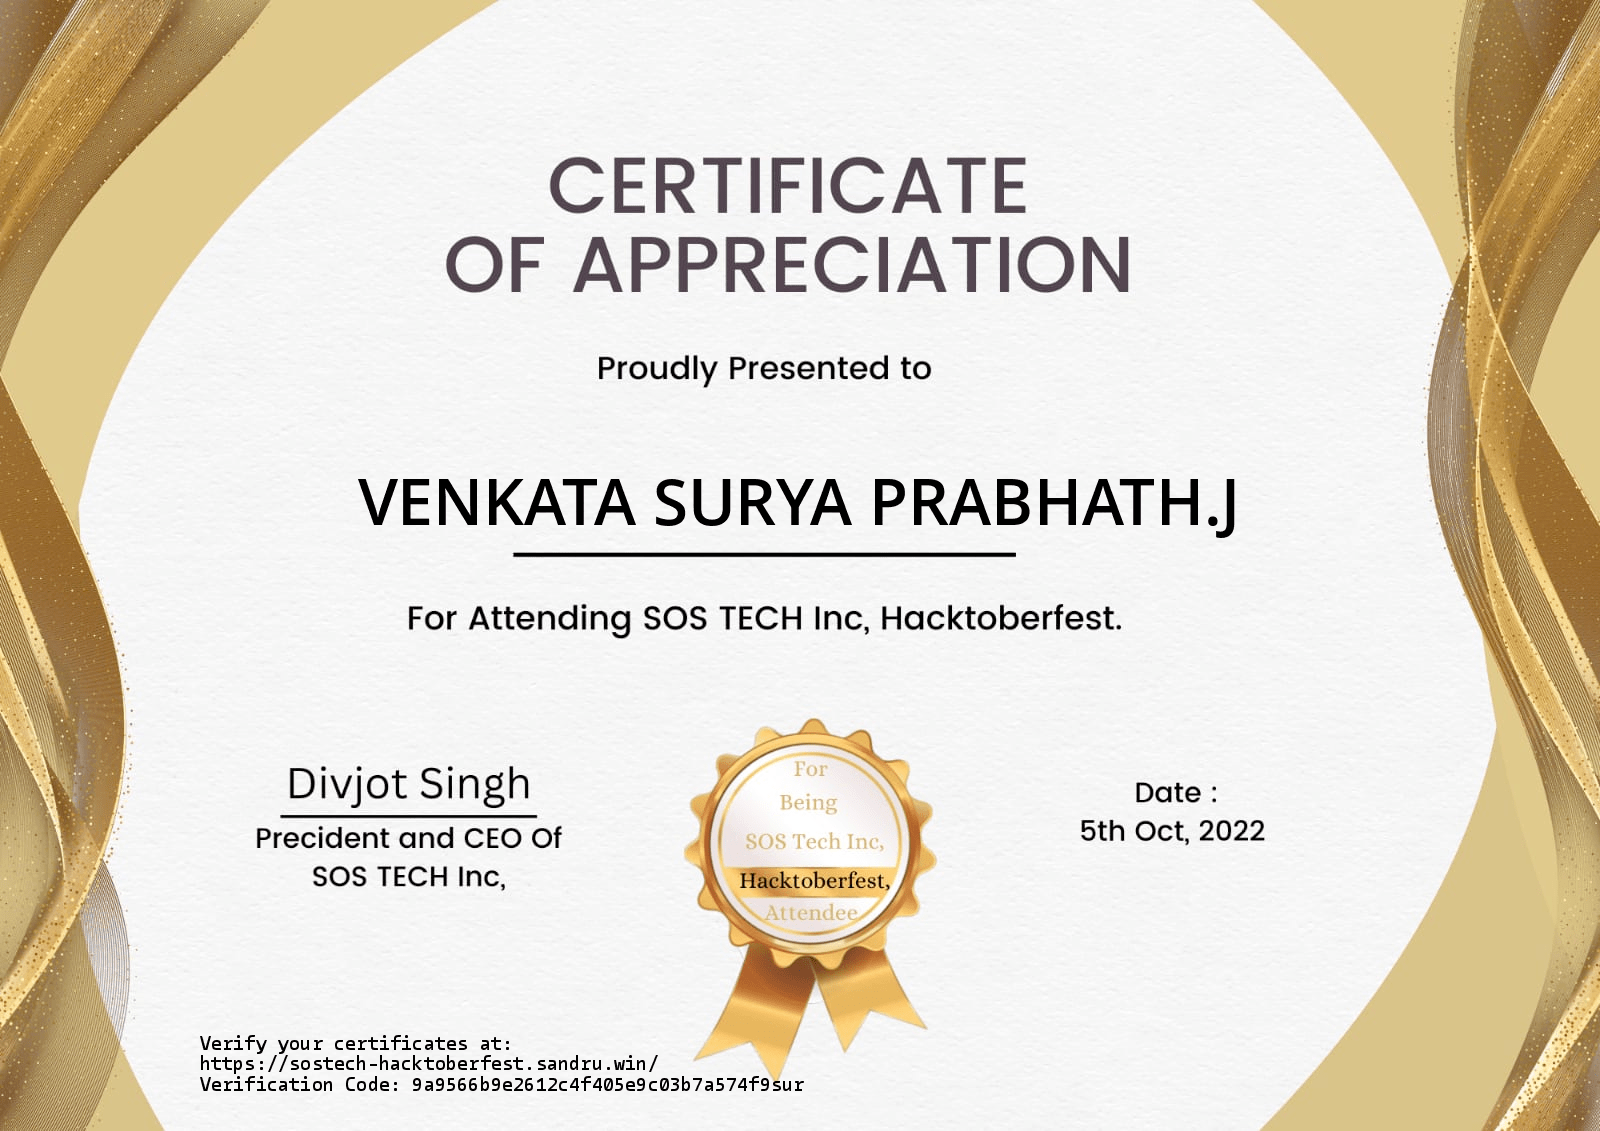 CERTIFICATE
OF APPRECIATION
Proudly Presented to
VENKATA SURYA PRABHATH.J
For Attending SOS TECH Inc, Hacktoberfest.
Divjot Singh
Precident and CEO Of
SOS TECH Inc,
For
Being
SOS Tech Inc,
Hacktoberfest,
Attendee
Date :
5th Oct, 2022
Verify your certificates at:
https://sostech-hacktoberfest.sandru.win/
Verification Code: 9a9566b9e2612c4f405e9c03b7a574f9sur